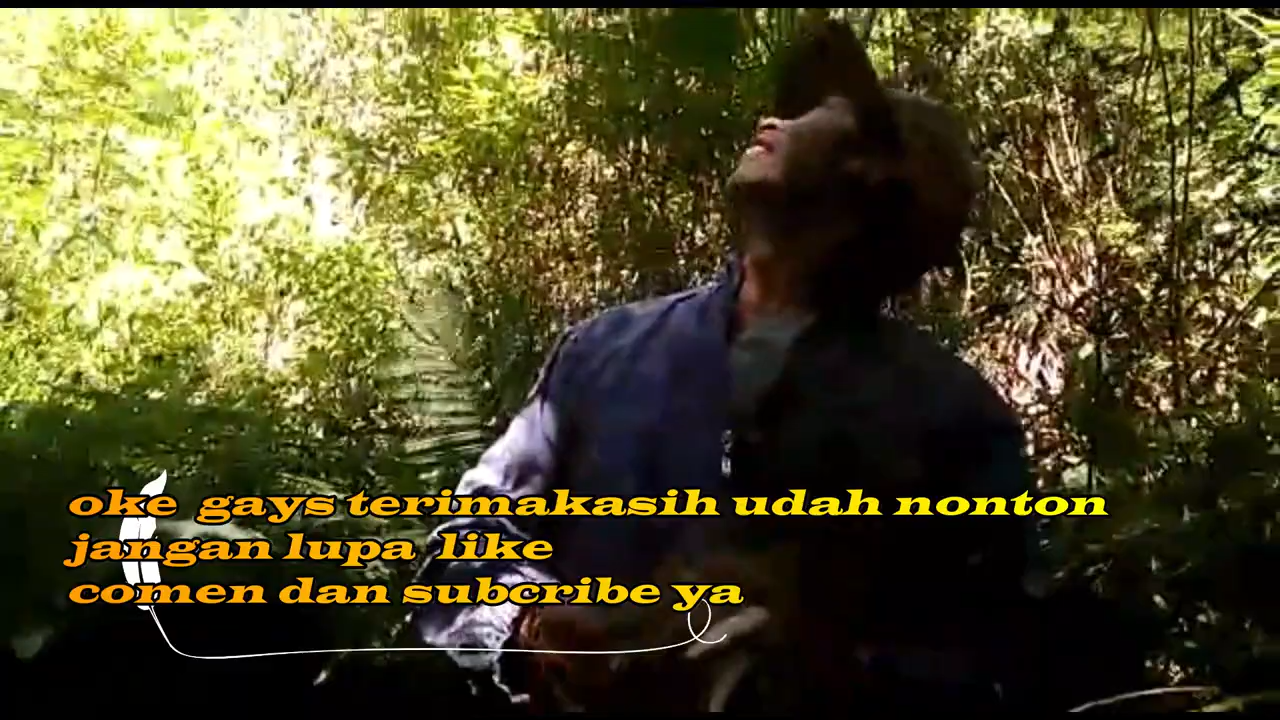 oke gays terimakasih udah nonton
jangan lupa like
comen dan subcribe ya